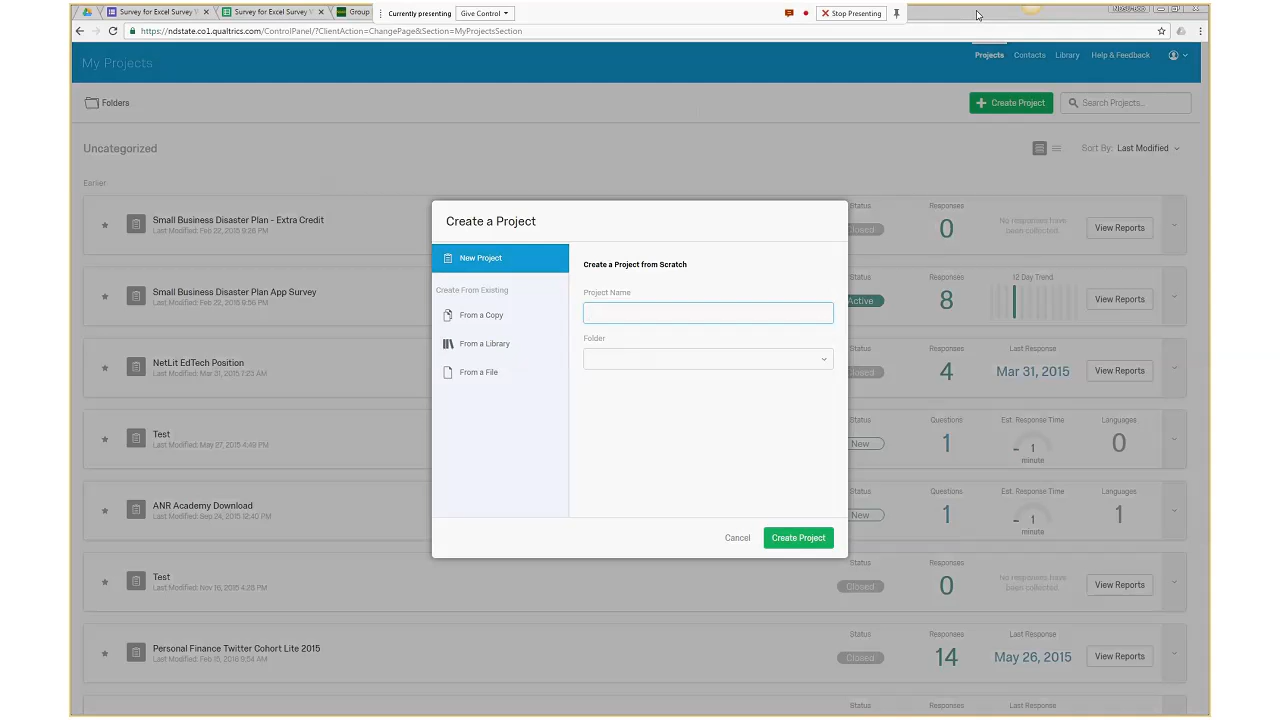 Survey for Excel Survey
Survey for Excel Survey
Group
Currently presenting
Give Control
Stop Presenting
https://ndstate.co1.qualtrics.com/ControlPanel/?ClientAction=ChangePage&Section=MyProjectsSection
My Projects
Projects
Contacts
Library
Help & Feedback
Folders
Create Project
Search Projects...
Uncategorized
Sort By: Last Modified
Earlier
Small Business Disaster Plan - Extra Credit
Last Modified: Feb 22, 2015 9:26 PM
Status
Closed
Responses
0
No responses have
been collected.
View Reports
Small Business Disaster Plan App Survey
Last Modified: Feb 22, 2015 9:56 PM
Status
Active
Responses
8
12 Day Trend
View Reports
NetLit EdTech Position
Last Modified: Mar 31, 2015 7:23 AM
Status
Closed
Responses
4
Last Response
Mar 31, 2015
View Reports
Test
Last Modified: May 27, 2015 4:49 PM
Status
New
Questions
1
Est. Response Time
1
minute
Languages
0
ANR Academy Download
Last Modified: Sep 24, 2015 12:40 PM
Status
New
Questions
1
Est. Response Time
1
minute
Languages
1
Test
Last Modified: Nov 16, 2015 4:26 PM
Status
Closed
Responses
0
No responses have
been collected.
View Reports
Personal Finance Twitter Cohort Lite 2015
Last Modified: Feb 15, 2016 9:54 AM
Status
Closed
Responses
14
Last Response
May 26, 2015
View Reports
Status
Responses
Last Response
Create a Project
New Project
Create From Existing
From a Copy
From a Library
From a File
Create a Project from Scratch
Project Name
Folder
Cancel
Create Project